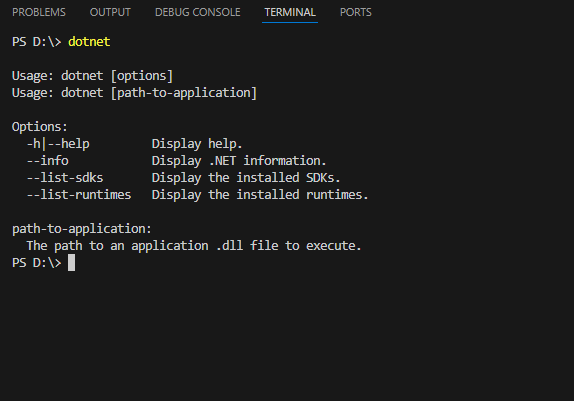 PROBLEMS OUTPUT DEBUG CONSOLE TERMINAL PORTS
PS D:\> dotnet
Usage: dotnet [options]
Usage: dotnet [path-to-application]
Options:
-h|--help Display help.
--info Display .NET information.
--list-sdks Display the installed SDKs.
--list-runtimes Display the installed runtimes.
path-to-application:
The path to an application .dll file to execute.
PS D:\>